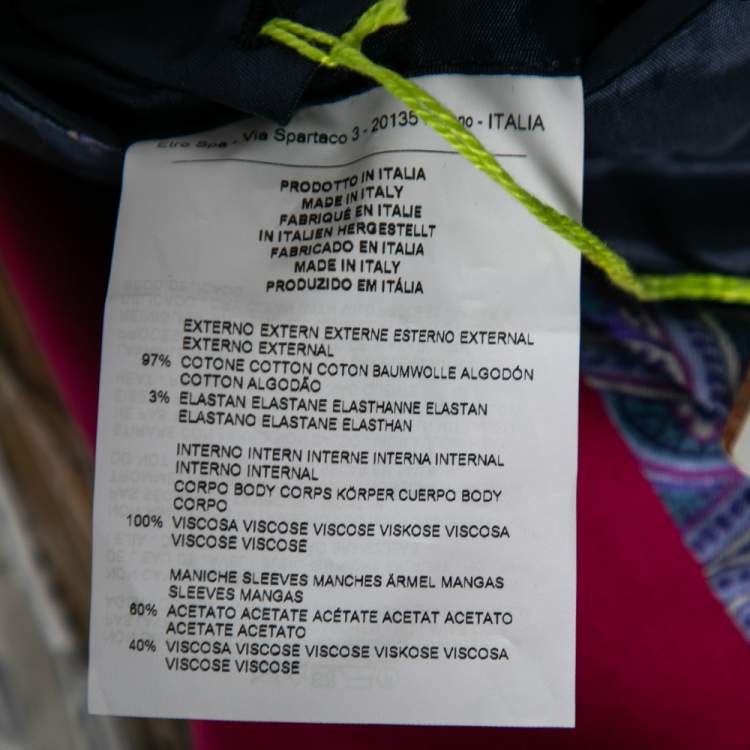 Etro Spa - Via Spartaco 3 - 20135 - ITALIA
PRODOTTO IN ITALIA
MADE IN ITALY
FABRIQUÉ EN ITALIE
IN ITALIEN HERGESTELLT
FABRICADO EN ITALIA
MADE IN ITALY
PRODUZIDO EM ITÁLIA
EXTERNO EXTERN EXTERNE ESTERNO EXTERNAL
EXTERNO EXTERNAL
97% COTONE COTTON COTON BAUMWOLLE ALGODÓN
COTTON ALGODÃO
3% ELASTAN ELASTANE ELASTHANNE ELASTAN
ELASTANO ELASTANE ELASTHAN
INTERNO INTERN INTERNE INTERNA INTERNAL
INTERNO INTERNAL
CORPO BODY CORPS KÖRPER CUERPO BODY
CORPO
100% VISCOSA VISCOSE VISCOSE VISKOSE VISCOSA
VISCOSE VISCOSE
MANICHE SLEEVES MANCHES ÄRMEL MANGAS
SLEEVES MANGAS
60% ACETATO ACETATE ACÉTATE ACETAT ACETATO
ACETATE ACETATO
40% VISCOSA VISCOSE VISCOSE VISKOSE VISCOSA
VISCOSE VISCOSE